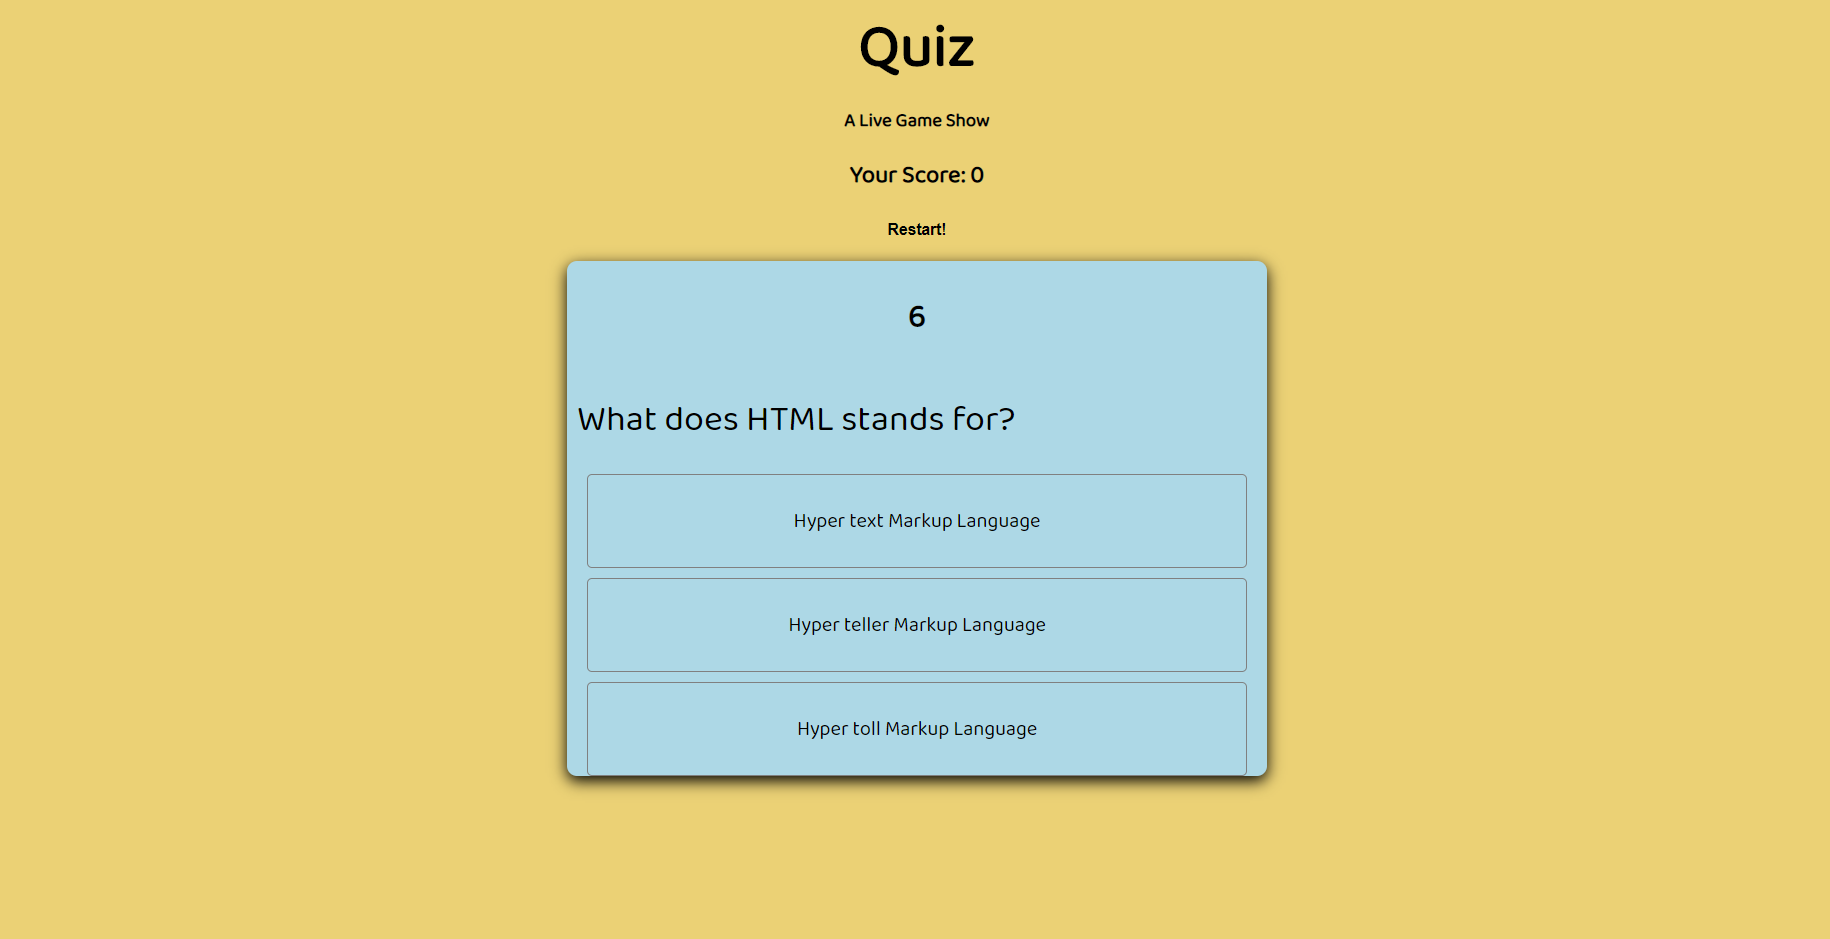 Quiz
A Live Game Show
Your Score: 0
Restart!
6
What does HTML stands for?
Hyper text Markup Language
Hyper teller Markup Language
Hyper toll Markup Language